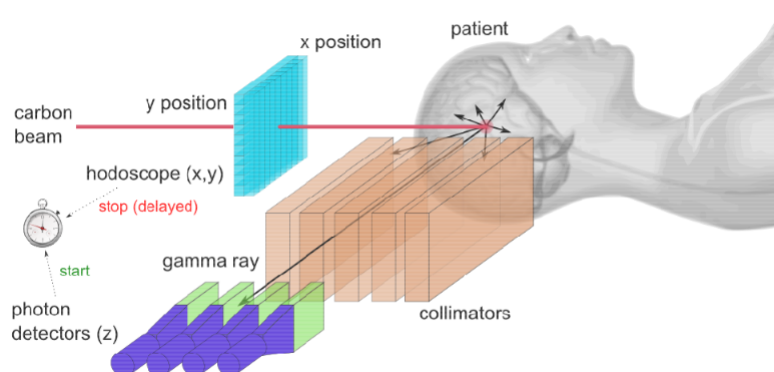 patient
x position
y position
carbon
beam
hodoscope (x,y)
stop (delayed)
gamma ray
start
photon
detectors (z)
collimators